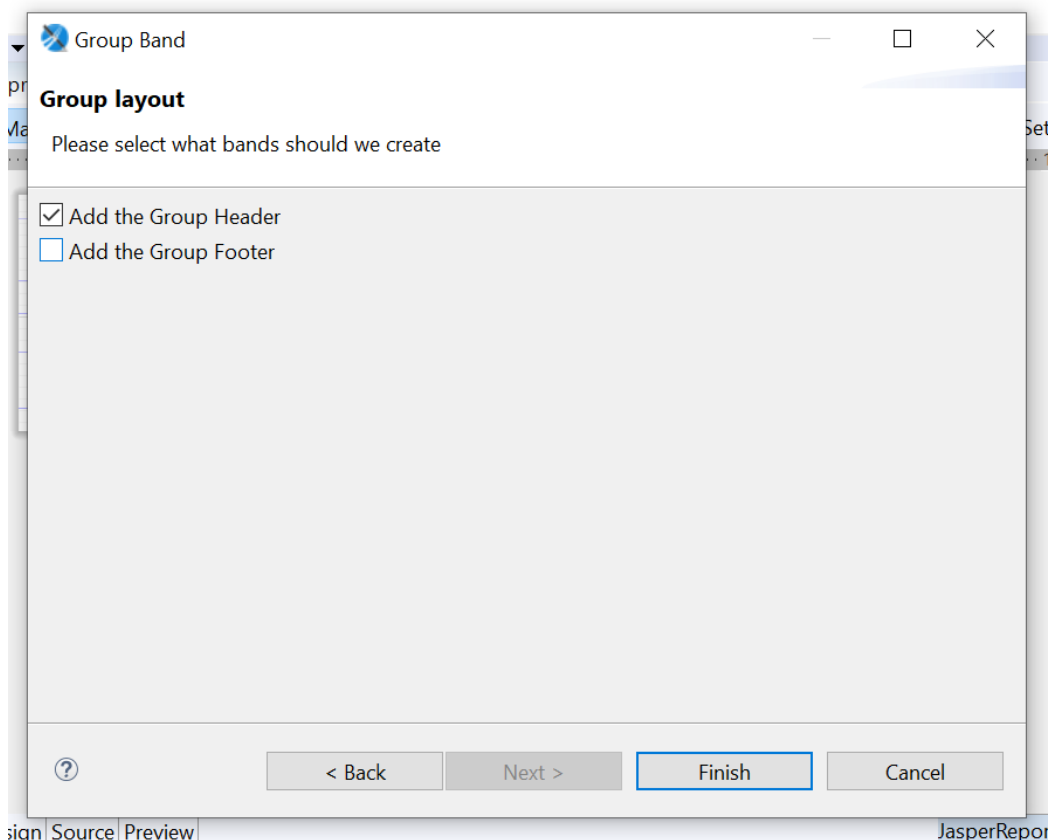 Group Band
Group layout
Please select what bands should we create
Add the Group Header
Add the Group Footer
< Back
Next >
Finish
Cancel
Source
Preview